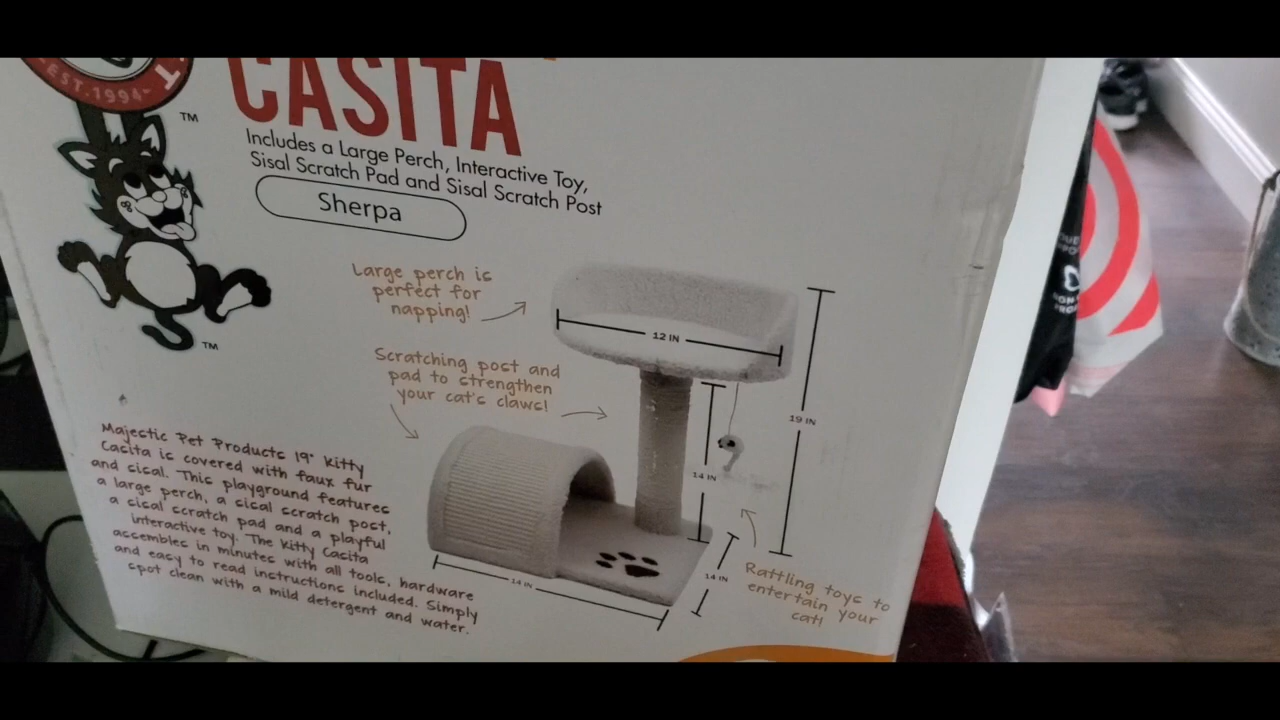 EST. 1994
T
CASITA
TM
Includes a Large Perch, Interactive Toy,
Sisal Scratch Pad and Sisal Scratch Post
Sherpa
TM
Large perch is
perfect for
napping!
12 IN
Scratching post and
pad to strengthen
your cat's claws!
19 IN
14 IN
14 IN
14 IN
Rattling toys to
entertain your
cat!
Majestic Pet Products 19" Kitty
Casita is covered with faux fur
and sisal. This playground features
a large perch, a sisal scratch post,
a sisal scratch pad and a playful
interactive toy. The Kitty Casita
assembles in minutes with all tools, hardware
and easy to read instructions included. Simply
spot clean with a mild detergent and water.